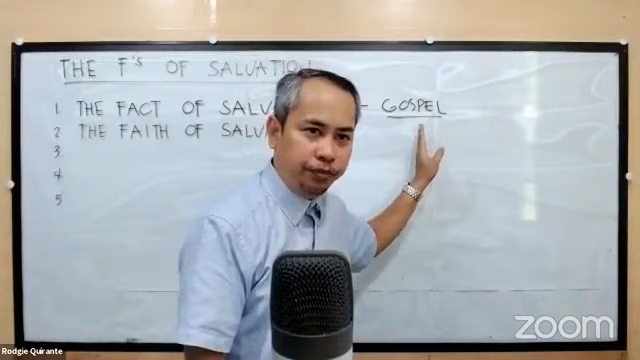 THE F'S OF SALVATION
1. THE FACT OF SALV - GOSPEL
2 THE FAITH OF SALV
3.
4.
5
zoom
Rodgie Quirante